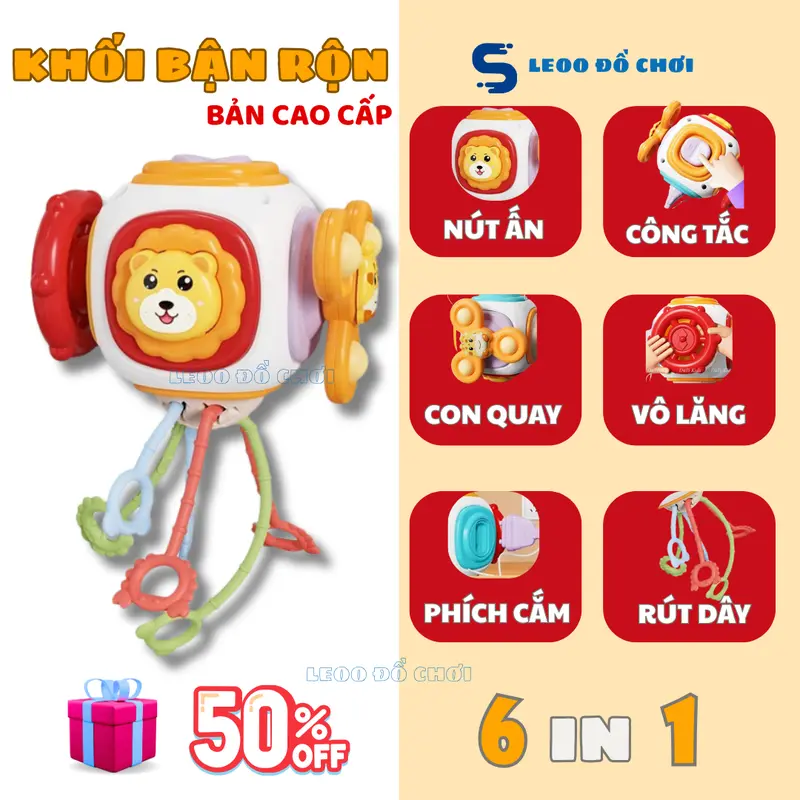 KHỐI BẬN RỘN
BẢN CAO CẤP
LEOO ĐỒ CHƠI
NÚT ẤN
CÔNG TẮC
LEOO ĐỒ CHƠI
CON QUAY
VÔ LĂNG
PHÍCH CẮM
RÚT DÂY
LEOO ĐỒ CHƠI
50%
OFF
6 IN 1